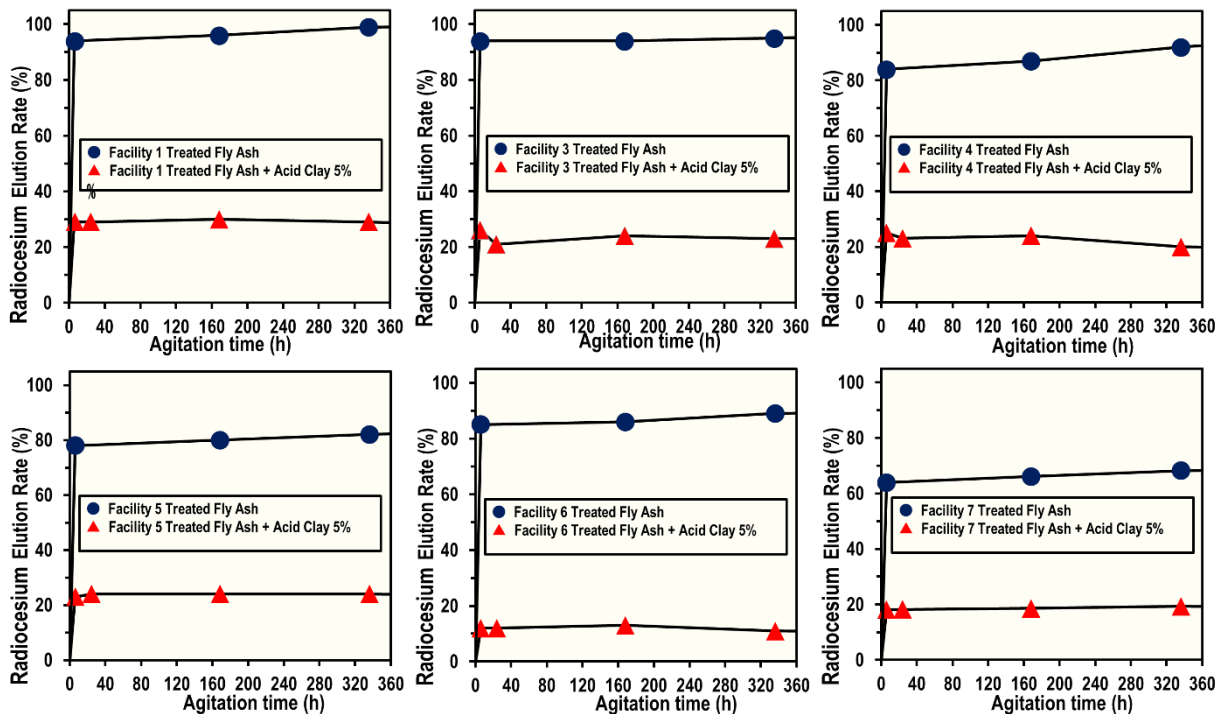 Radiocesium Elution Rate (%)
100
80
60
40
20
0
Facility 1 Treated Fly Ash
Facility 1 Treated Fly Ash + Acid Clay 5%
%
0 40 80 120 160 200 240 280 320 360
Agitation time (h)
Radiocesium Elution Rate (%)
100
80
60
40
20
0
Facility 3 Treated Fly Ash
Facility 3 Treated Fly Ash + Acid Clay 5%
0 40 80 120 160 200 240 280 320 360
Agitation time (h)
Radiocesium Elution Rate (%)
100
80
60
40
20
0
Facility 4 Treated Fly Ash
Facility 4 Treated Fly Ash + Acid Clay 5%
0 40 80 120 160 200 240 280 320 360
Agitation time (h)
Radiocesium Elution Rate (%)
100
80
60
40
20
0
Facility 5 Treated Fly Ash
Facility 5 Treated Fly Ash + Acid Clay 5%
0 40 80 120 160 200 240 280 320 360
Agitation time (h)
Radiocesium Elution Rate (%)
100
80
60
40
20
0
Facility 6 Treated Fly Ash
Facility 6 Treated Fly Ash + Acid Clay 5%
0 40 80 120 160 200 240 280 320 360
Agitation time (h)
Radiocesium Elution Rate (%)
100
80
60
40
20
0
Facility 7 Treated Fly Ash
Facility 7 Treated Fly Ash + Acid Clay 5%
0 40 80 120 160 200 240 280 320 360
Agitation time (h)